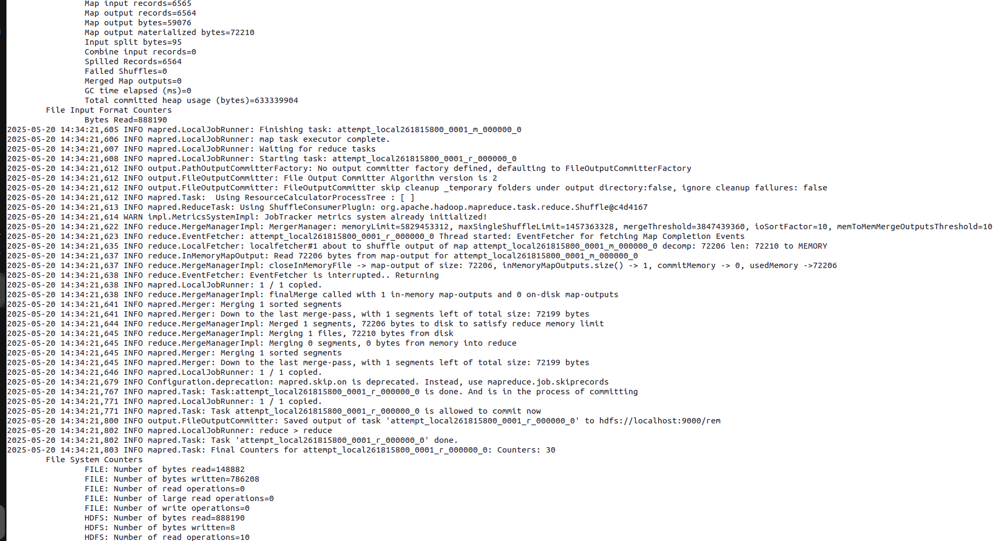 Map input records=6565
Map output records=6564
Map output bytes=59076
Map output materialized bytes=72210
Input split bytes=95
Combine input records=0
Spilled Records=6564
Failed Shuffles=0
Merged Map outputs=0
GC time elapsed (ms)=0
Total committed heap usage (bytes)=633339904
File Input Format Counters
Bytes Read=888190
2025-05-20 14:34:21,605 INFO mapred.LocalJobRunner: Finishing task: attempt_local261815800_0001_m_000000_0
2025-05-20 14:34:21,606 INFO mapred.LocalJobRunner: map task executor complete.
2025-05-20 14:34:21,607 INFO mapred.LocalJobRunner: Waiting for reduce tasks
2025-05-20 14:34:21,608 INFO mapred.LocalJobRunner: Starting task: attempt_local261815800_0001_r_000000_0
2025-05-20 14:34:21,612 INFO output.PathOutputCommitterFactory: No output committer factory defined, defaulting to FileOutputCommitterFactory
2025-05-20 14:34:21,612 INFO output.FileOutputCommitter: File Output Committer Algorithm version is 2
2025-05-20 14:34:21,612 INFO output.FileOutputCommitter: FileOutputCommitter skip cleanup _temporary folders under output directory:false, ignore cleanup failures: false
2025-05-20 14:34:21,612 INFO mapred.Task:  Using ResourceCalculatorProcessTree : [ ]
2025-05-20 14:34:21,613 INFO mapred.ReduceTask: Using ShuffleConsumerPlugin: org.apache.hadoop.mapreduce.task.reduce.Shuffle@c4d4167
2025-05-20 14:34:21,614 WARN impl.MetricsSystemImpl: JobTracker metrics system already initialized!
2025-05-20 14:34:21,622 INFO reduce.MergeManagerImpl: MergerManager: memoryLimit=5829453312, maxSingleShuffleLimit=1457363328, mergeThreshold=3847439360, ioSortFactor=10, memToMemMergeOutputsThreshold=10
2025-05-20 14:34:21,623 INFO reduce.EventFetcher: attempt_local261815800_0001_r_000000_0 Thread started: EventFetcher for fetching Map Completion Events
2025-05-20 14:34:21,635 INFO reduce.LocalFetcher: localfetcher#1 about to shuffle output of map attempt_local261815800_0001_m_000000_0 decomp: 72206 len: 72210 to MEMORY
2025-05-20 14:34:21,637 INFO reduce.InMemoryMapOutput: Read 72206 bytes from map-output for attempt_local261815800_0001_m_000000_0
2025-05-20 14:34:21,637 INFO reduce.MergeManagerImpl: closeInMemoryFile -> map-output of size: 72206, inMemoryMapOutputs.size() -> 1, commitMemory -> 0, usedMemory ->72206
2025-05-20 14:34:21,638 INFO reduce.EventFetcher: EventFetcher is interrupted.. Returning
2025-05-20 14:34:21,638 INFO mapred.LocalJobRunner: 1 / 1 copied.
2025-05-20 14:34:21,638 INFO reduce.MergeManagerImpl: finalMerge called with 1 in-memory map-outputs and 0 on-disk map-outputs
2025-05-20 14:34:21,641 INFO mapred.Merger: Merging 1 sorted segments
2025-05-20 14:34:21,641 INFO mapred.Merger: Down to the last merge-pass, with 1 segments left of total size: 72199 bytes
2025-05-20 14:34:21,644 INFO reduce.MergeManagerImpl: Merged 1 segments, 72206 bytes to disk to satisfy reduce memory limit
2025-05-20 14:34:21,645 INFO reduce.MergeManagerImpl: Merging 1 files, 72210 bytes from disk
2025-05-20 14:34:21,645 INFO reduce.MergeManagerImpl: Merging 0 segments, 0 bytes from memory into reduce
2025-05-20 14:34:21,645 INFO mapred.Merger: Merging 1 sorted segments
2025-05-20 14:34:21,645 INFO mapred.Merger: Down to the last merge-pass, with 1 segments left of total size: 72199 bytes
2025-05-20 14:34:21,646 INFO mapred.LocalJobRunner: 1 / 1 copied.
2025-05-20 14:34:21,679 INFO Configuration.deprecation: mapred.skip.on is deprecated. Instead, use mapreduce.job.skiprecords
2025-05-20 14:34:21,767 INFO mapred.Task: Task:attempt_local261815800_0001_r_000000_0 is done. And is in the process of committing
2025-05-20 14:34:21,771 INFO mapred.LocalJobRunner: 1 / 1 copied.
2025-05-20 14:34:21,771 INFO mapred.Task: Task attempt_local261815800_0001_r_000000_0 is allowed to commit now
2025-05-20 14:34:21,800 INFO output.FileOutputCommitter: Saved output of task 'attempt_local261815800_0001_r_000000_0' to hdfs://localhost:9000/rem
2025-05-20 14:34:21,802 INFO mapred.LocalJobRunner: reduce > reduce
2025-05-20 14:34:21,802 INFO mapred.Task: Task 'attempt_local261815800_0001_r_000000_0' done.
2025-05-20 14:34:21,803 INFO mapred.Task: Final Counters for attempt_local261815800_0001_r_000000_0: Counters: 30
File System Counters
FILE: Number of bytes read=148882
FILE: Number of bytes written=786208
FILE: Number of read operations=0
FILE: Number of large read operations=0
FILE: Number of write operations=0
HDFS: Number of bytes read=888190
HDFS: Number of bytes written=8
HDFS: Number of read operations=10